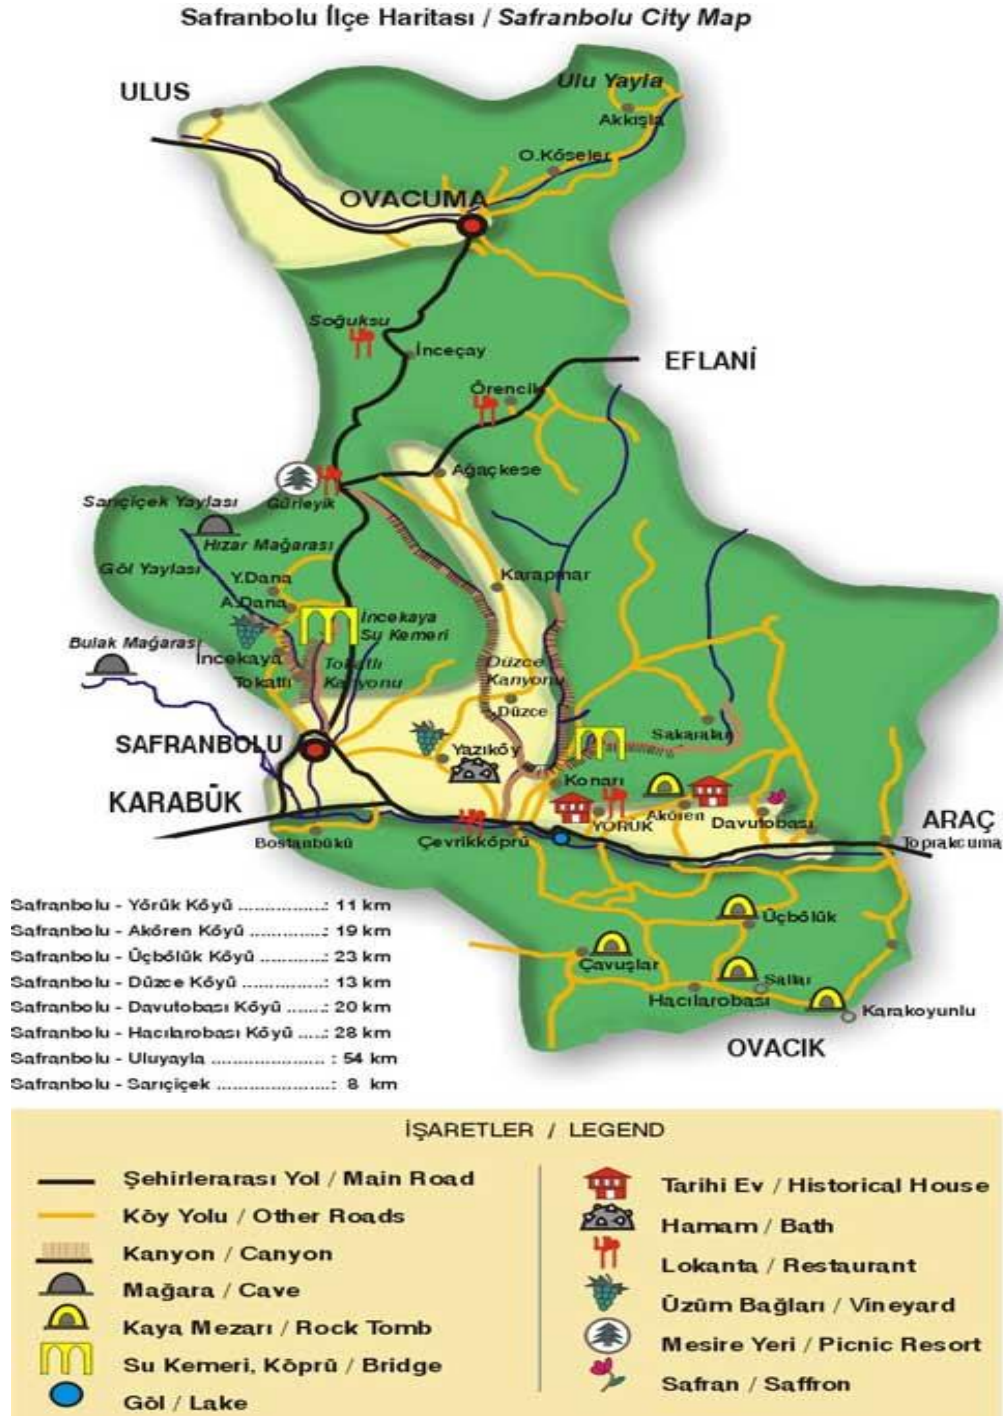 Safranbolu İlçe Haritası / Safranbolu City Map
ULUS
Ulu Yayla
Akkışla
O.Köseler
OVACUMA
Soğuksu
İnceçay
EFLANİ
Örencik
Ağaçkese
Gürleyik
Sarıçiçek Yaylası
Hızar Mağarası
Göl Yaylası
Y.Dana
Karapınar
A.Dana
İncekaya
Su Kemeri
Bulak Mağarası
İncekaya
Tokatlı
Kanyonu
Düzce
Kanyonu
Tokatlı
Düzce
Sakaralan
SAFRANBOLU
Yazıköy
Konarı
KARABÜK
YÖRÜK
Akören
Davutobası
ARAÇ
Bostanbükü
Çevrikköprü
Toprakcuma
Safranbolu - Yörük Köyü ................: 11 km
Safranbolu - Akören Köyü ..............: 19 km
Safranbolu - Üçbölük Köyü ............: 23 km
Safranbolu - Düzce Köyü ...............: 13 km
Safranbolu - Davutobası Köyü .......: 20 km
Safranbolu - Hacılarobası Köyü .....: 28 km
Safranbolu - Uluyayla ...................... : 54 km
Safranbolu - Sarıçiçek ......................: 8 km
Üçbölük
Çavuşlar
Sallar
Hacılarobası
Karakoyunlu
OVACIK
İŞARETLER / LEGEND
Şehirlerarası Yol / Main Road
Köy Yolu / Other Roads
Kanyon / Canyon
Mağara / Cave
Kaya Mezarı / Rock Tomb
Su Kemeri, Köprü / Bridge
Göl / Lake
Tarihi Ev / Historical House
Hamam / Bath
Lokanta / Restaurant
Üzüm Bağları / Vineyard
Mesire Yeri / Picnic Resort
Safran / Saffron